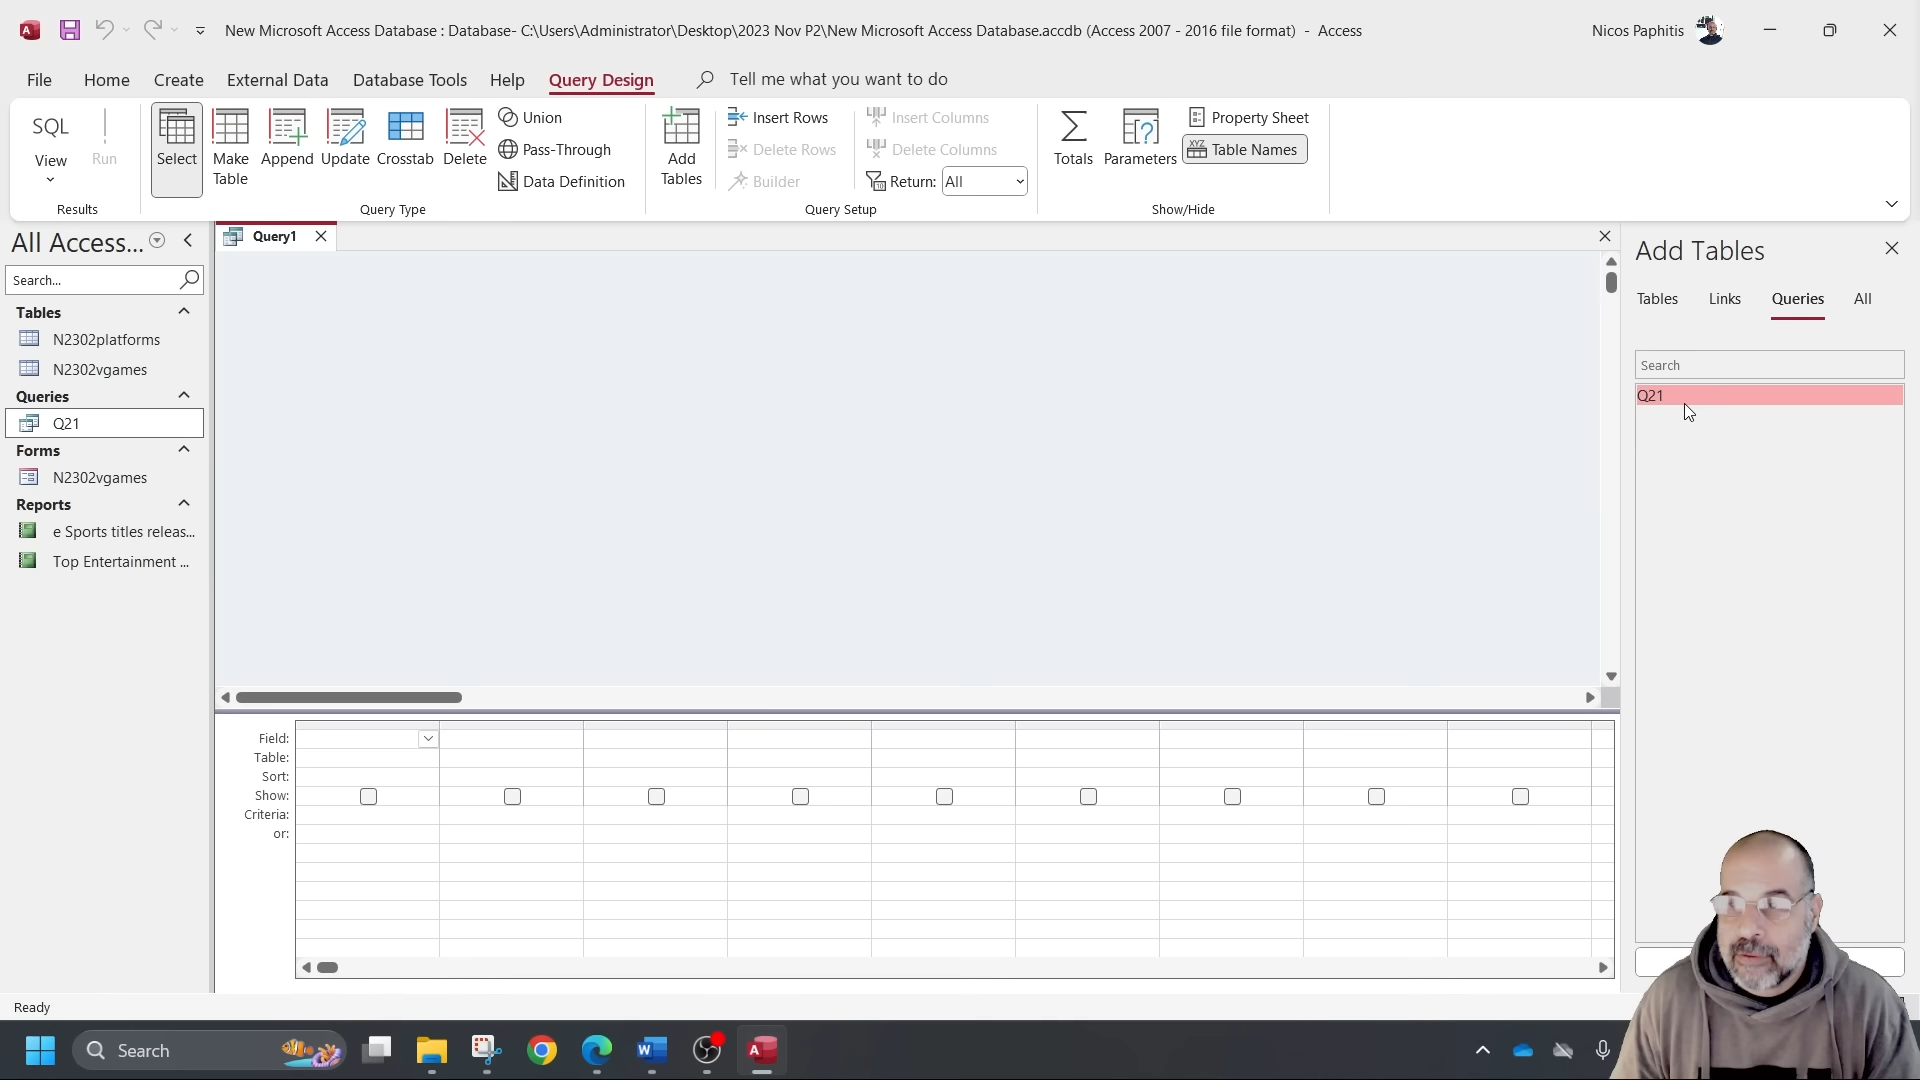 New Microsoft Access Database : Database- C:\Users\Administrator\Desktop\2023 Nov P2\New Microsoft Access Database.accdb (Access 2007 - 2016 file format) - Access
Nicos Paphitis
File Home Create External Data Database Tools Help Query Design Tell me what you want to do
SQL
View
Run
Results
Select
Make
Table
Append
Update
Crosstab
Delete
Union
Pass-Through
Data Definition
Query Type
Add
Tables
Insert Rows
Delete Rows
Builder
Insert Columns
Delete Columns
Return: All
Query Setup
Totals
Parameters
Property Sheet
XYZ
Table Names
Show/Hide
All Access...
Search...
Tables
N2302platforms
N2302vgames
Queries
Q21
Forms
N2302vgames
Reports
e Sports titles releas...
Top Entertainment ...
Query1
Field:
Table:
Sort:
Show:
Criteria:
or:
Add Tables
Tables Links Queries All
Search
Q21
Ready
Search